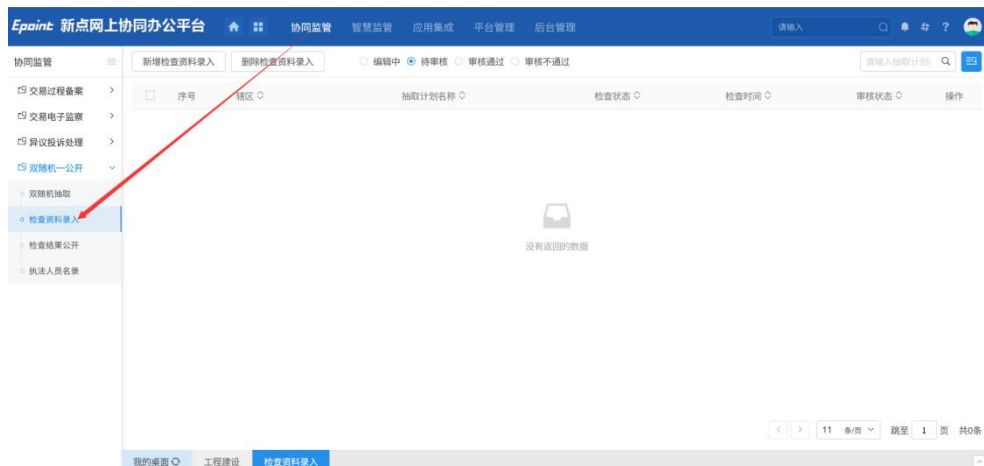 Epoint 新点网上协同办公平台 协同监管 智慧监管 应用集成 平台管理 后台管理 请输入
协同监管 新增检查资料录入 删除检查资料录入 编辑中 待审核 审核通过 审核不通过 请输入抽取计划
序号 辖区 抽取计划名称 检查状态 检查时间 审核状态 操作
交易过程备案
交易电子监察
异议投诉处理
双随机一公开
双随机抽取
检查资料录入
检查结果公开
执法人员名录
没有返回的数据
11 条/页 跳至 1 页 共0条
我的桌面 工程建设 检查资料录入